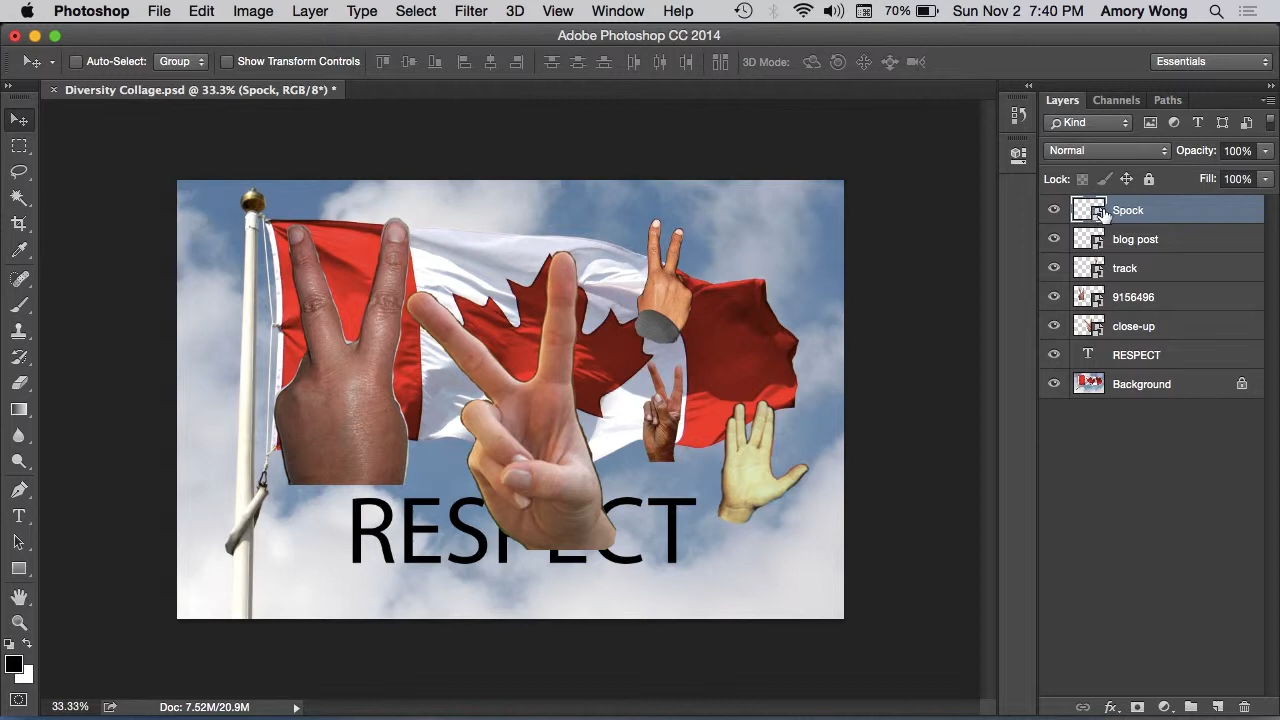 Photoshop File Edit Image Layer Type Select Filter 3D View Window Help 70% Sun Nov 2 7:40 PM Amory Wong
Adobe Photoshop CC 2014
Auto-Select: Group Show Transform Controls 3D Mode: Essentials
Diversity Collage.psd @ 33.3% (Spock, RGB/8*) *
Layers Channels Paths
Kind
Normal Opacity: 100%
Lock: Fill: 100%
Spock
blog post
track
9156496
close-up
RESPECT
Background
RESPECT
33.33% Doc: 7.52M/20.9M